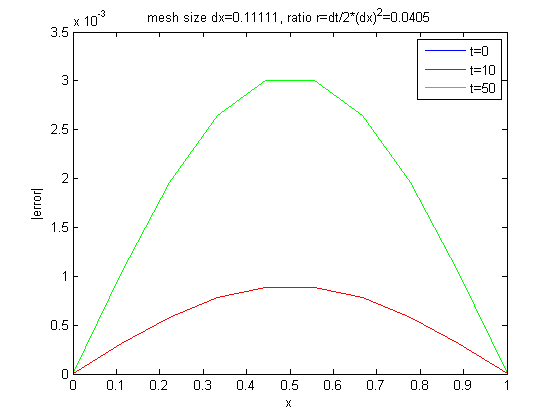 mesh size dx=0.11111, ratio r=dt/2*(dx)²=0.0405
x 10⁻³
3.5
3
2.5
2
1.5
1
0.5
0
|error|
t=0
t=10
t=50
0 0.1 0.2 0.3 0.4 0.5 0.6 0.7 0.8 0.9 1
x